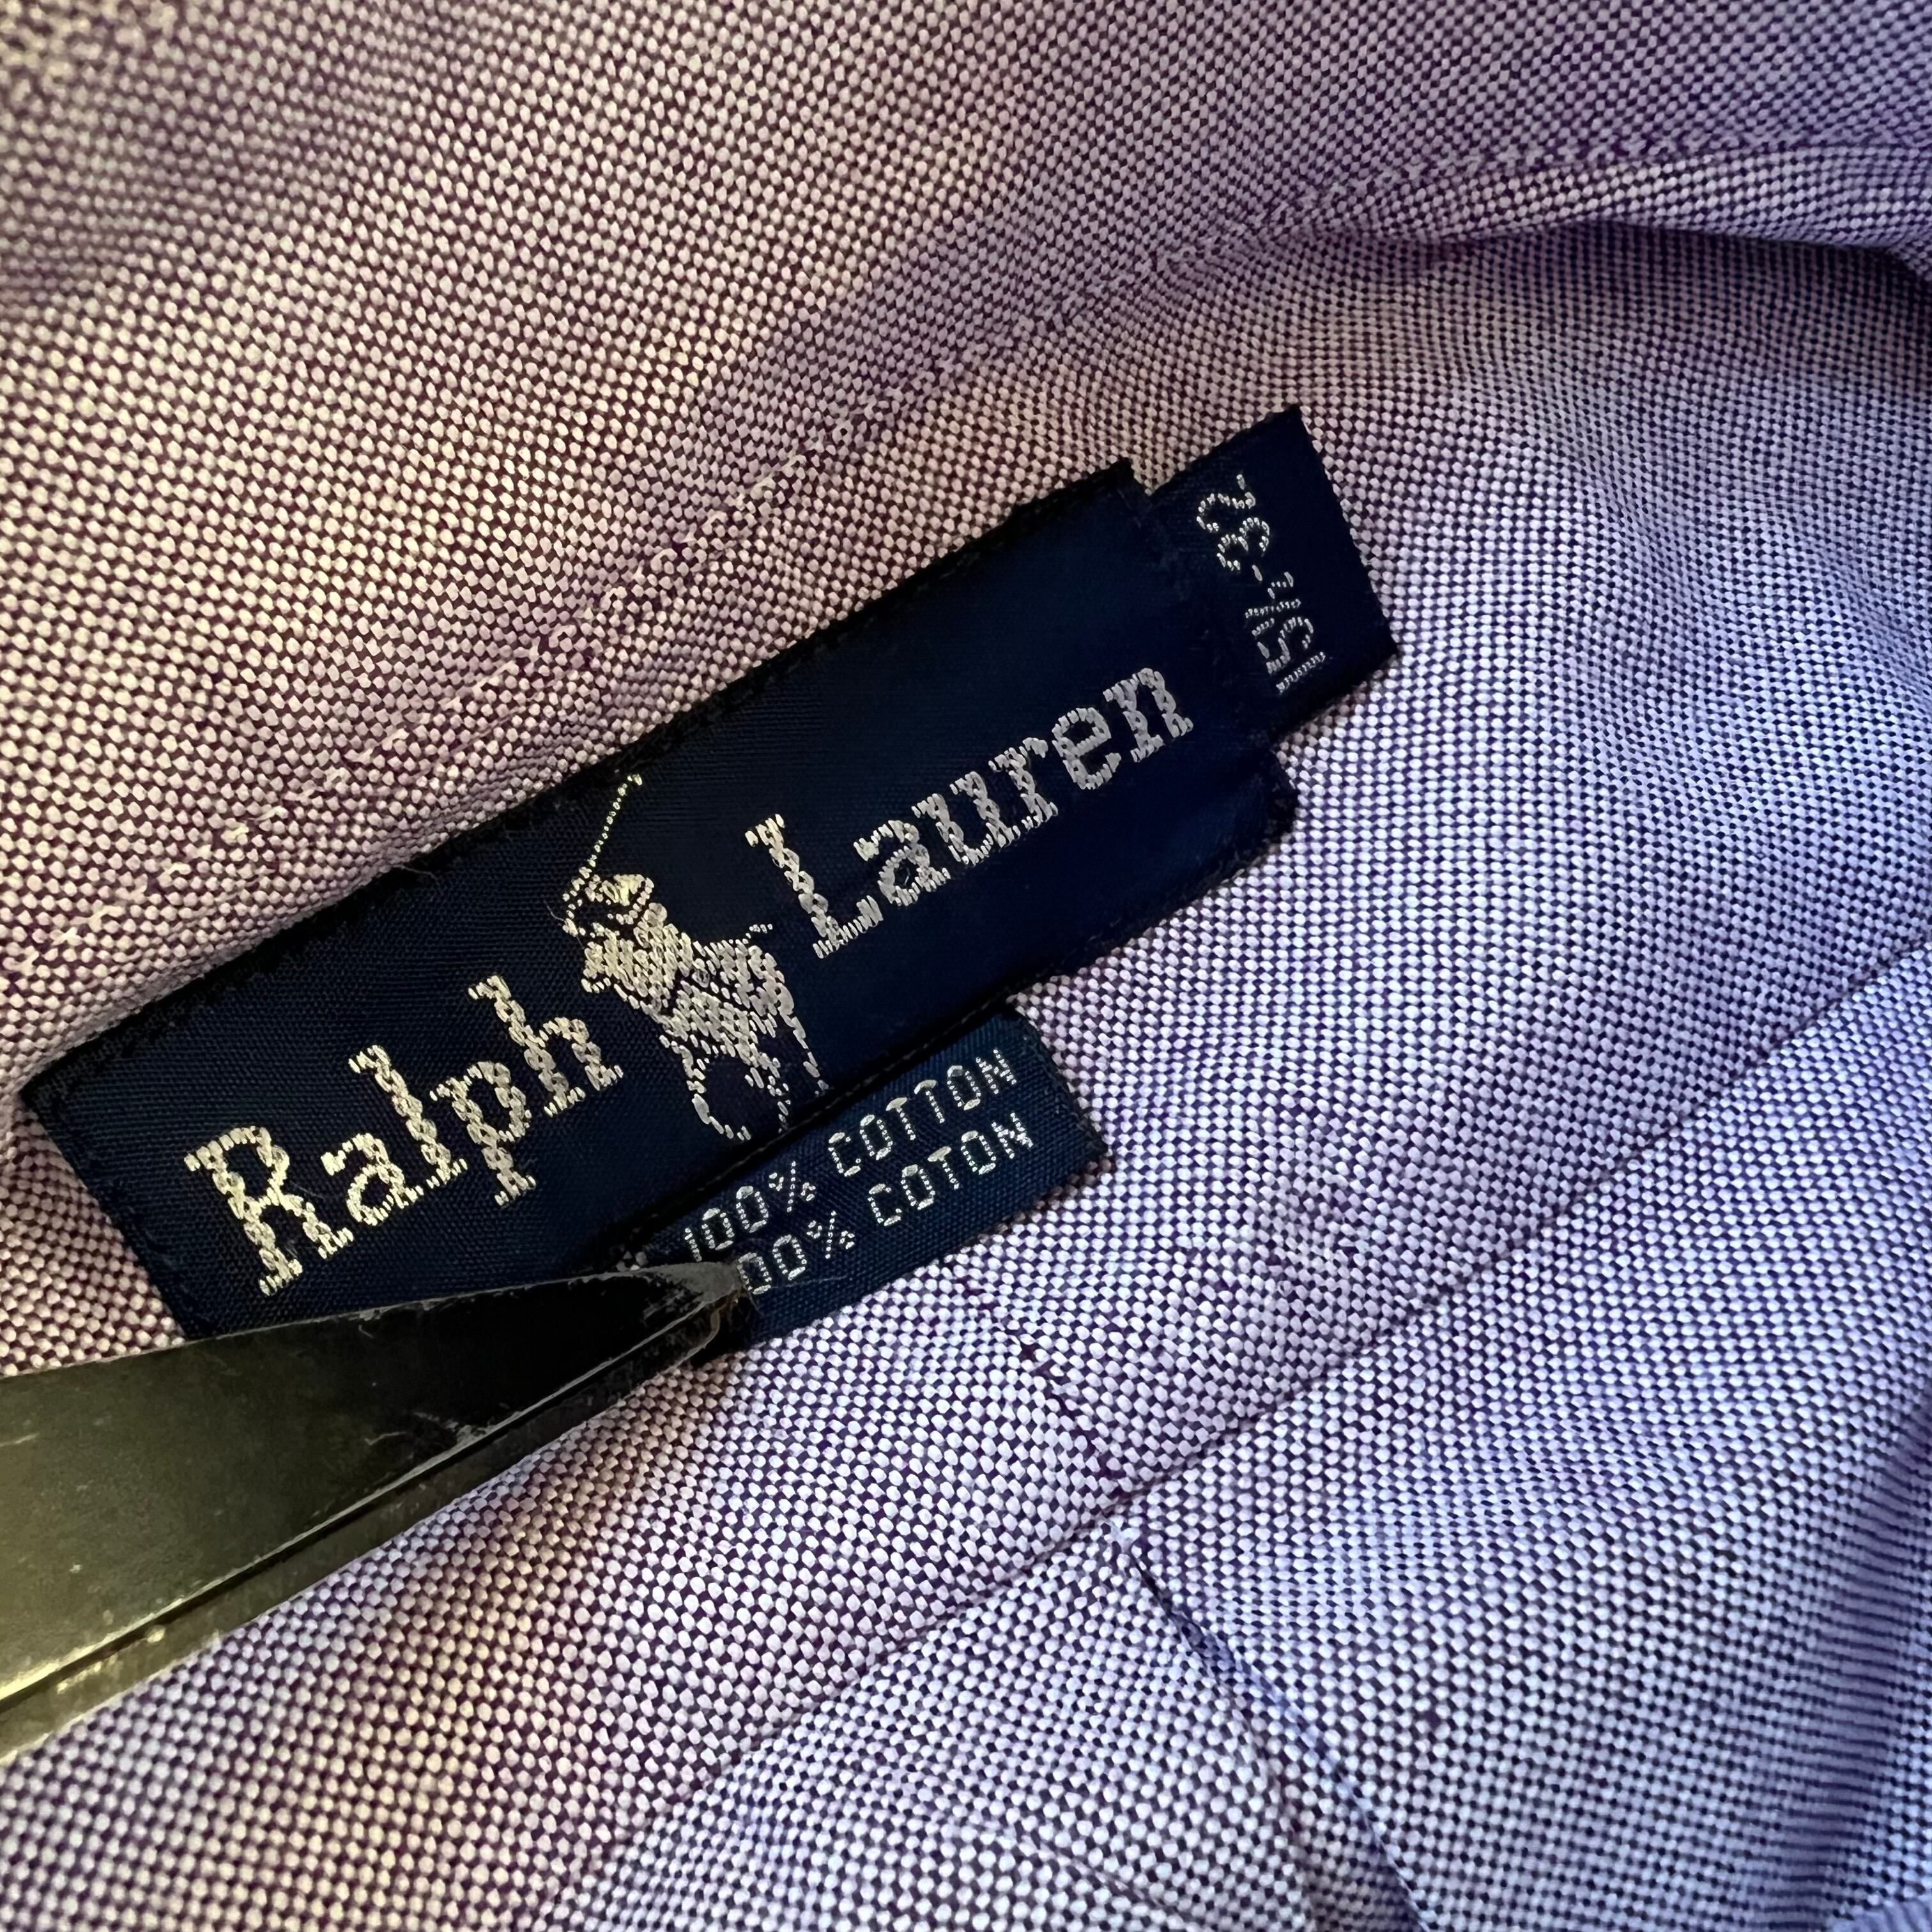 Ralph Lauren
15½-32
100% COTTON
00% COTON